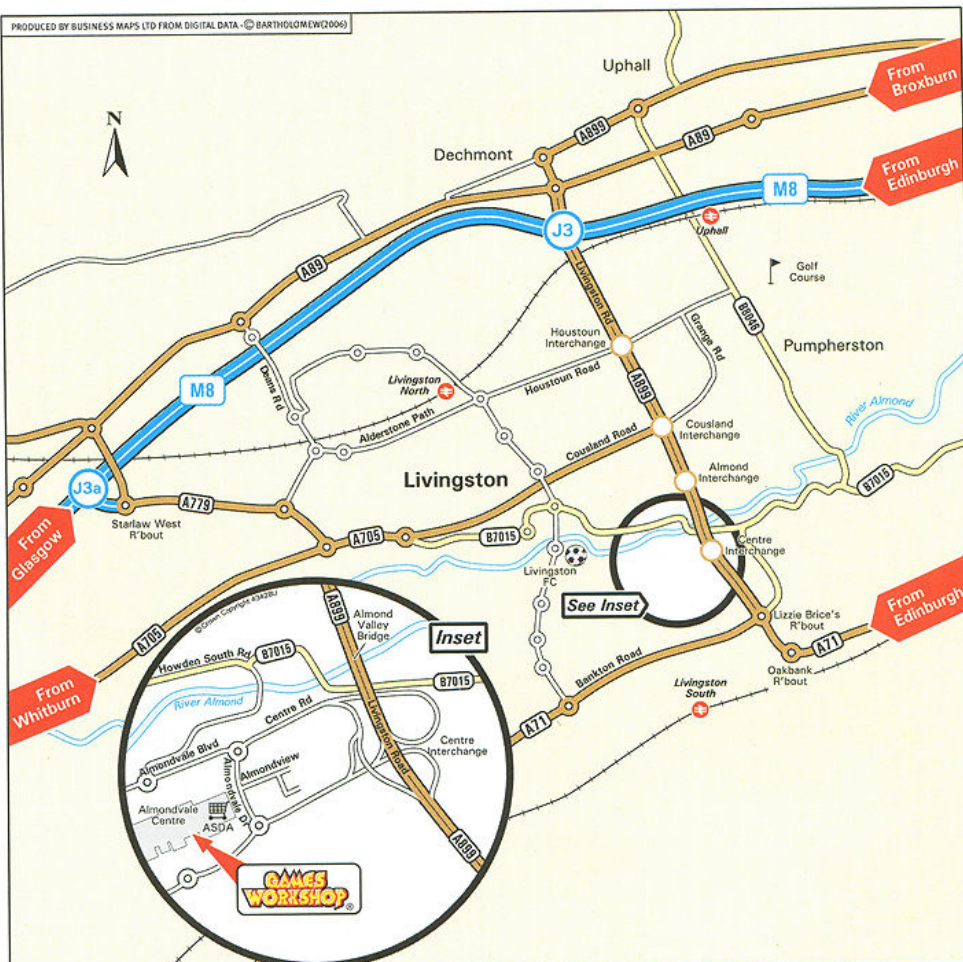 PRODUCED BY BUSINESS MAPS LTD FROM DIGITAL DATA - © BARTHOLOMEW(2006)
Uphall
From
Broxburn
N
A899
A89
Dechmont
From
Edinburgh
M8
J3
Uphall
A89
Livingston Rd
Golf
Course
B8046
Houstoun
Interchange
Grange Rd
Pumpherston
Deans Rd
M8
Livingston
North
Houstoun Road
A899
River Almond
Alderstone Path
Cousland Road
Cousland
Interchange
Livingston
Almond
Interchange
J3a
A779
B7015
Starlaw West
R'bout
From
Glasgow
A705
B7015
Centre
Interchange
Livingston
FC
See Inset
Lizzie Brice's
R'bout
From
Edinburgh
A71
Oakbank
R'bout
A705
© Crown Copyright 43428U
A899
Almond
Valley
Bridge
Inset
Bankton Road
Howden South Rd
B7015
From
Whitburn
B7015
Livingston
South
River Almond
Centre Rd
Livingston Road
A71
Almondvale Blvd
Centre
Interchange
Almondview
Almondvale Dr
Almondvale
Centre
ASDA
A899
GAMES
WORKSHOP
®